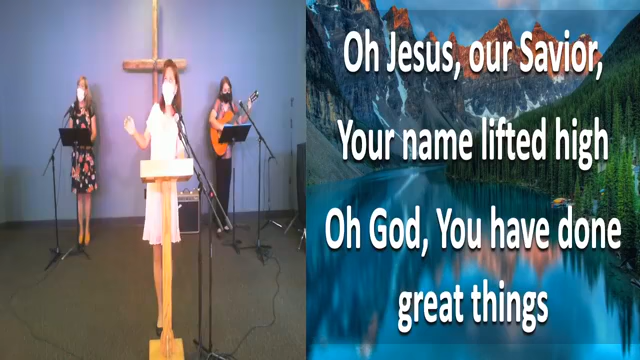 Oh Jesus, our Savior,
Your name lifted high
Oh God, You have done
great things